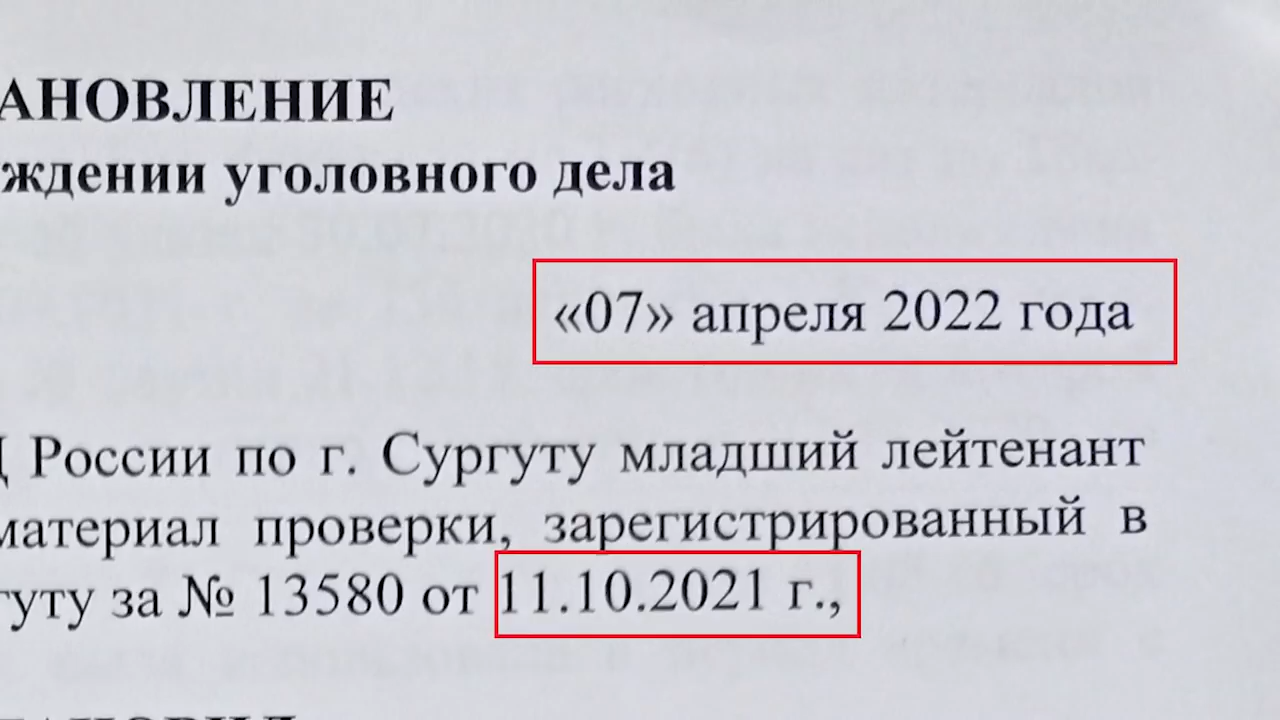 АНОВЛЕНИЕ
ждении уголовного дела
«07» апреля 2022 года
Д России по г. Сургуту младший лейтенант
материал проверки, зарегистрированный в
гуту за № 13580 от 11.10.2021 г.,